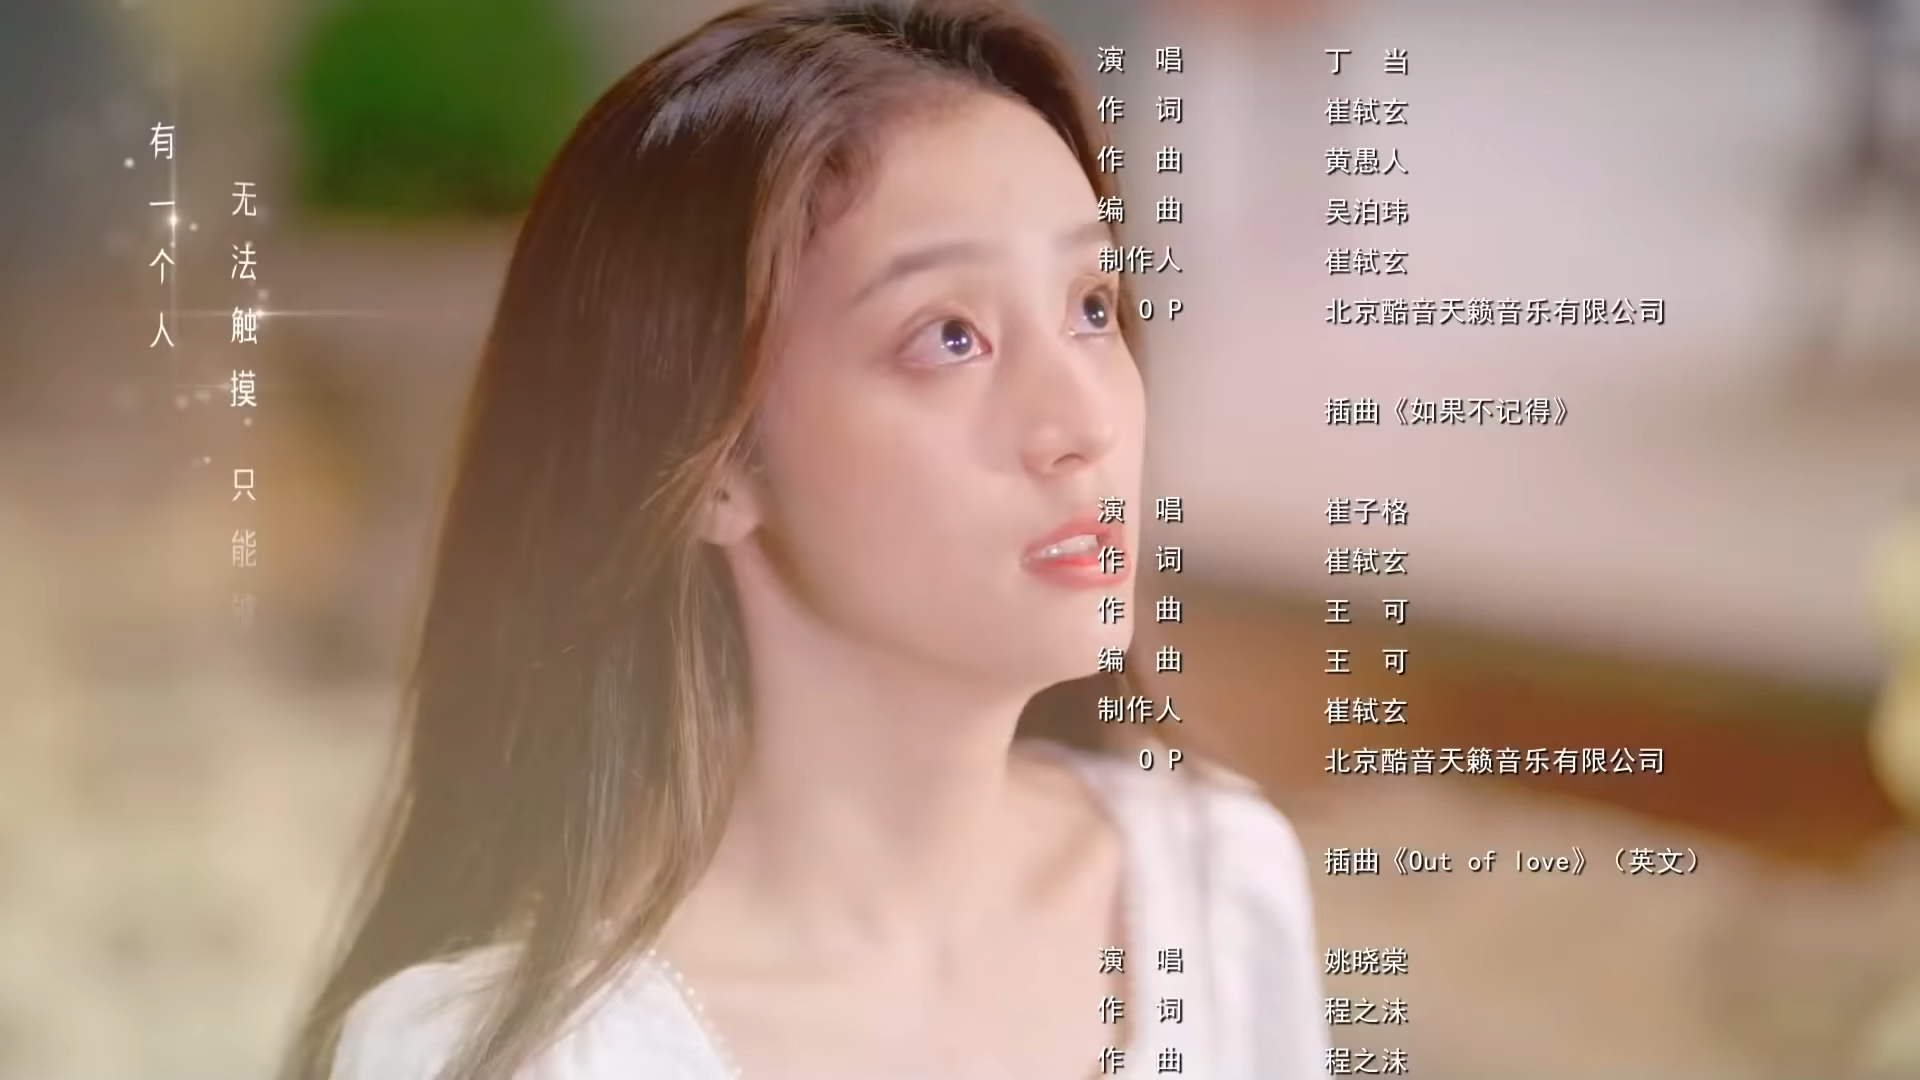 有一个人
无法触摸 只能
演 唱 丁 当
作 词 崔轼玄
作 曲 黄愚人
编 曲 吴泊玮
制作人 崔轼玄
O P 北京酷音天籁音乐有限公司
插曲《如果不记得》
演 唱 崔子格
作 词 崔轼玄
作 曲 王 可
编 曲 王 可
制作人 崔轼玄
O P 北京酷音天籁音乐有限公司
插曲《Out of love》（英文）
演 唱 姚晓棠
作 词 程之沫
作 曲 程之沫